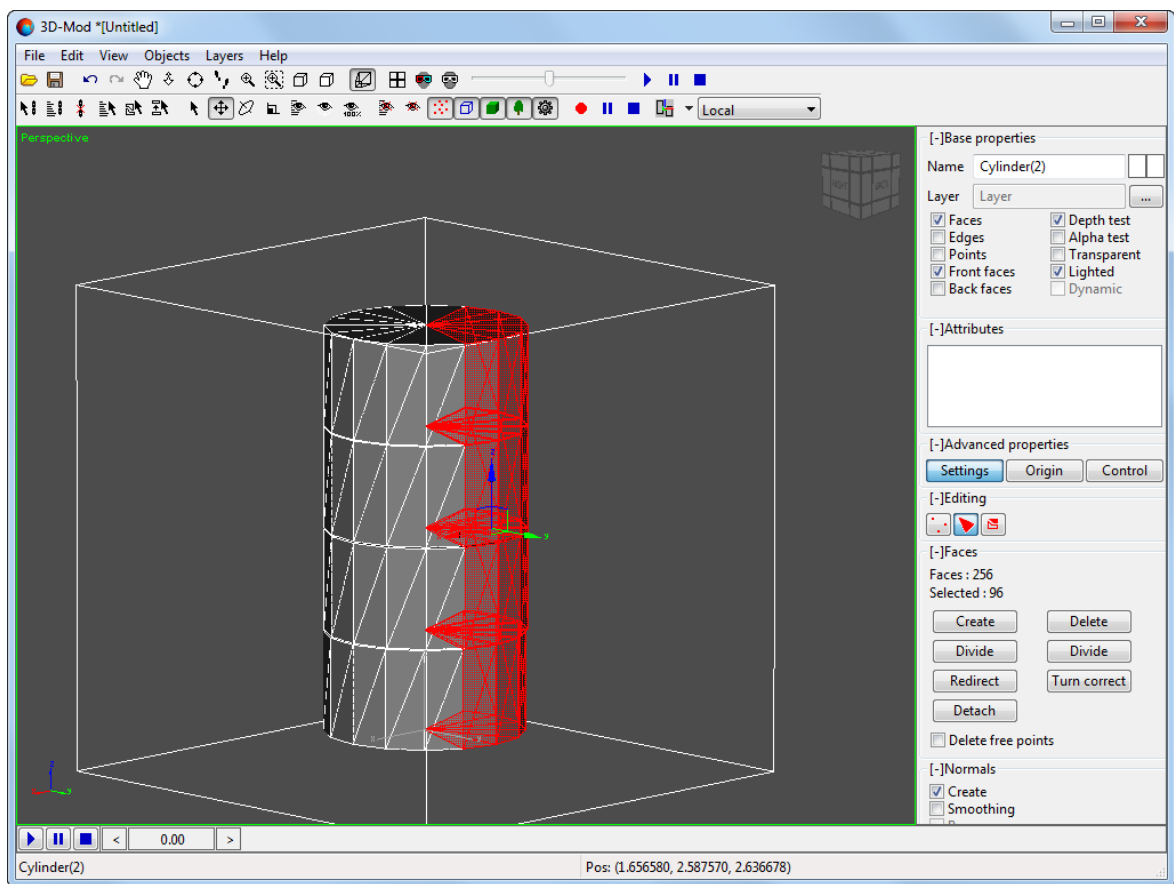 3D-Mod *[Untitled]
File Edit View Objects Layers Help
100%
Local
Perspective
z
y
x y
z
y
[-]Base properties
Name Cylinder(2)
Layer Layer ...
Faces Depth test
Edges Alpha test
Points Transparent
Front faces Lighted
Back faces Dynamic
[-]Attributes
[-]Advanced properties
Settings Origin Control
[-]Editing
[-]Faces
Faces : 256
Selected : 96
Create Delete
Divide Divide
Redirect Turn correct
Detach
Delete free points
[-]Normals
Create
Smoothing
< 0.00 >
Cylinder(2) Pos: (1.656580, 2.587570, 2.636678)